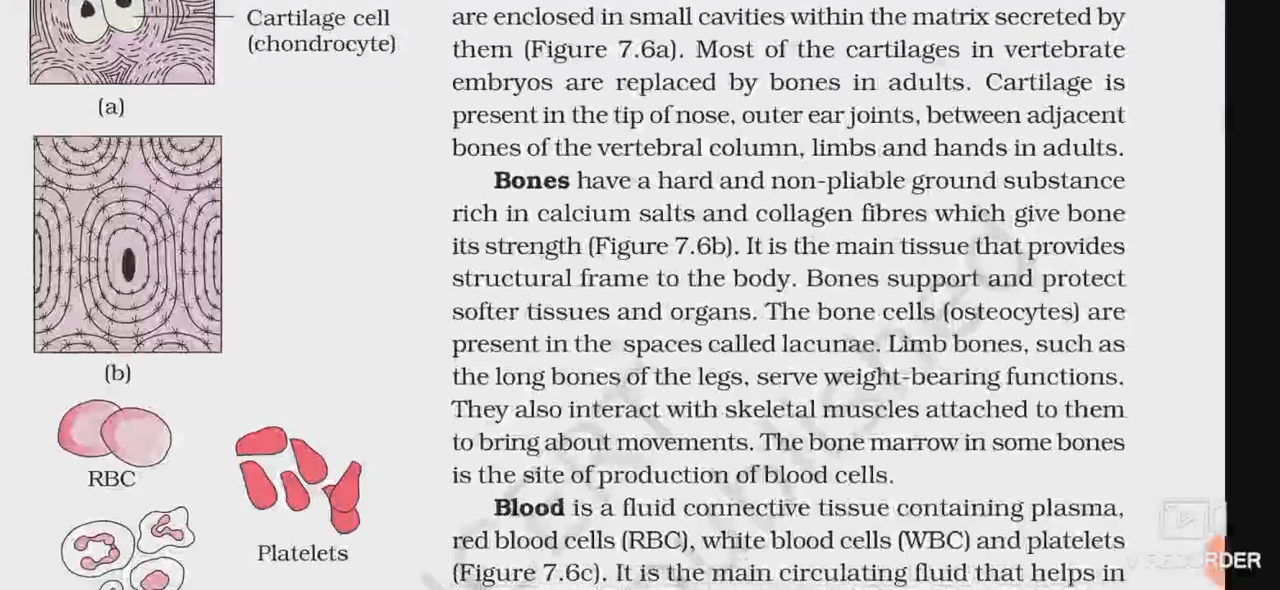 Cartilage cell
(chondrocyte)
(a)
(b)
RBC
Platelets
are enclosed in small cavities within the matrix secreted by
them (Figure 7.6a). Most of the cartilages in vertebrate
embryos are replaced by bones in adults. Cartilage is
present in the tip of nose, outer ear joints, between adjacent
bones of the vertebral column, limbs and hands in adults.
Bones have a hard and non-pliable ground substance
rich in calcium salts and collagen fibres which give bone
its strength (Figure 7.6b). It is the main tissue that provides
structural frame to the body. Bones support and protect
softer tissues and organs. The bone cells (osteocytes) are
present in the spaces called lacunae. Limb bones, such as
the long bones of the legs, serve weight-bearing functions.
They also interact with skeletal muscles attached to them
to bring about movements. The bone marrow in some bones
is the site of production of blood cells.
Blood is a fluid connective tissue containing plasma,
red blood cells (RBC), white blood cells (WBC) and platelets
(Figure 7.6c). It is the main circulating fluid that helps in
V RECORDER